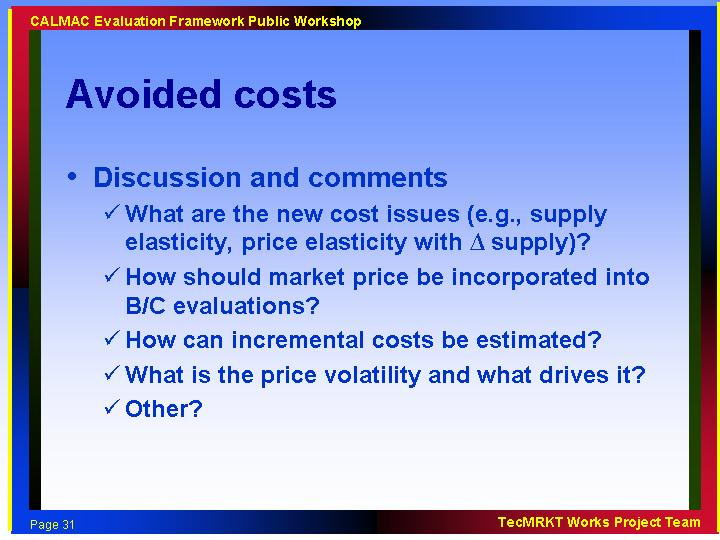 CALMAC Evaluation Framework Public Workshop
Avoided costs
• Discussion and comments
✓ What are the new cost issues (e.g., supply
elasticity, price elasticity with Δ supply)?
✓ How should market price be incorporated into
B/C evaluations?
✓ How can incremental costs be estimated?
✓ What is the price volatility and what drives it?
✓ Other?
Page 31
TecMRKT Works Project Team